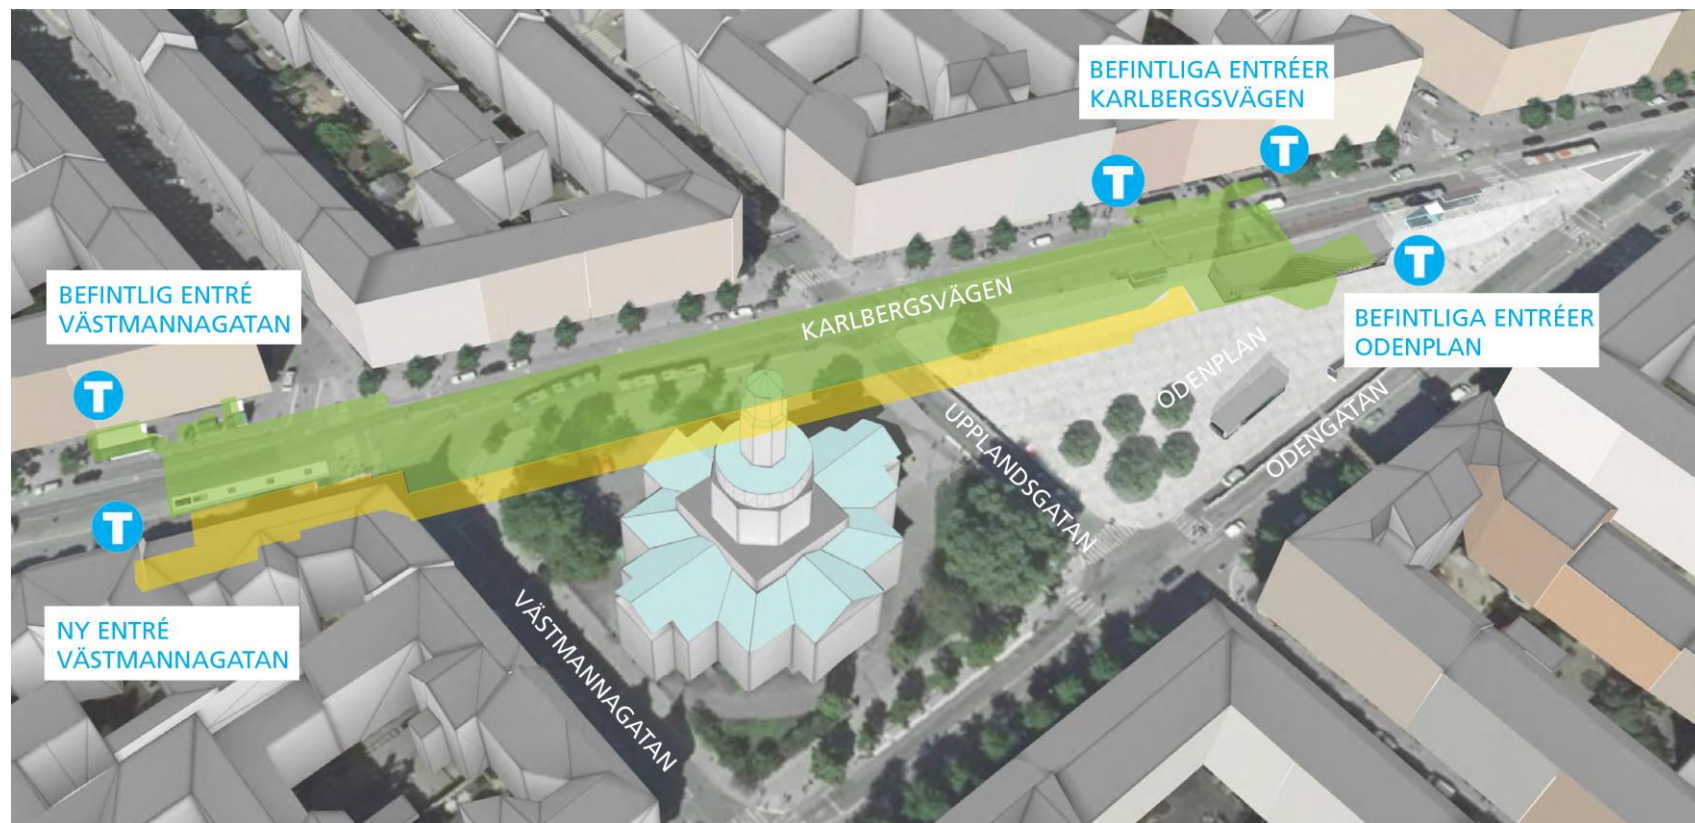 BEFINTLIGA ENTRÉER
KARLBERGSVÄGEN
T
T
BEFINTLIG ENTRÉ
VÄSTMANNAGATAN
T
KARLBERGSVÄGEN
T
BEFINTLIGA ENTRÉER
ODENPLAN
ODENPLAN
UPPLANDSGATAN
ODENGATAN
T
NY ENTRÉ
VÄSTMANNAGATAN
VÄSTMANNAGATAN